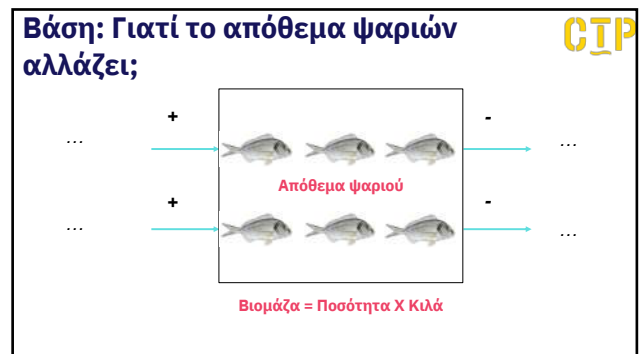 Βάση: Γιατί το απόθεμα ψαριών
αλλάζει;
CTP
+
-
...
...
Απόθεμα ψαριού
+
-
...
...
Βιομάζα = Ποσότητα Χ Κιλά